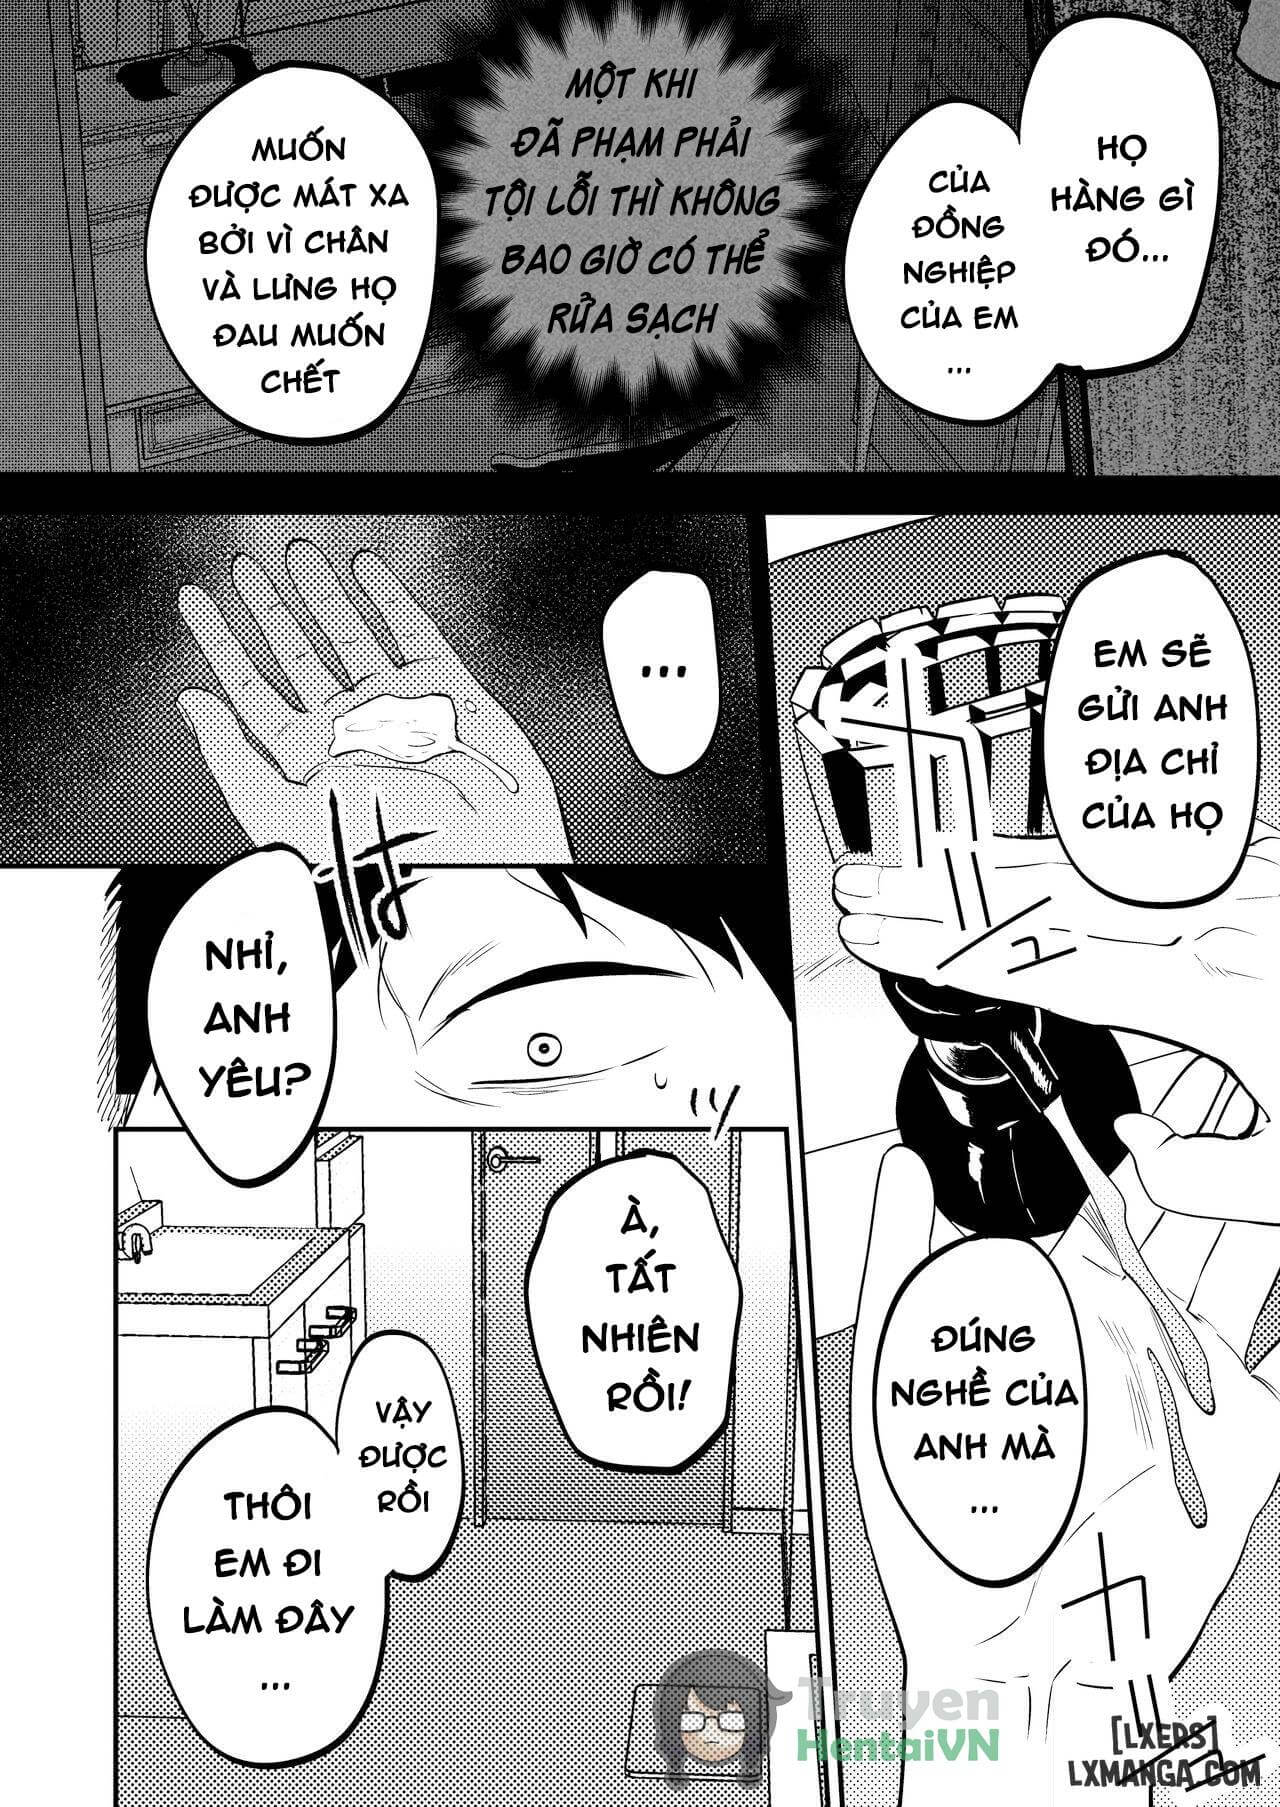 HỌ
HÀNG GÌ
ĐÓ...
CỦA
ĐỒNG
NGHIỆP
CỦA EM
...
MỘT KHI
ĐÃ PHẠM PHẢI
TỘI LỖI THÌ KHÔNG
BAO GIỜ CÓ THỂ
RỬA SẠCH
MUỐN
ĐƯỢC MÁT XA
BỞI VÌ CHÂN
VÀ LƯNG HỌ
ĐAU MUỐN
CHẾT
EM SẼ
GỬI ANH
ĐỊA CHỈ
CỦA HỌ
ĐÚNG
NGHỀ CỦA
ANH MÀ
...
...
NHỈ,
ANH
YÊU?
À,
TẤT
NHIÊN
RỒI!
VẬY
ĐƯỢC
RỒI
THÔI
EM ĐI
LÀM ĐÂY
...
Truyen
HentaiVN
[LXERS]
LXMANGA.COM